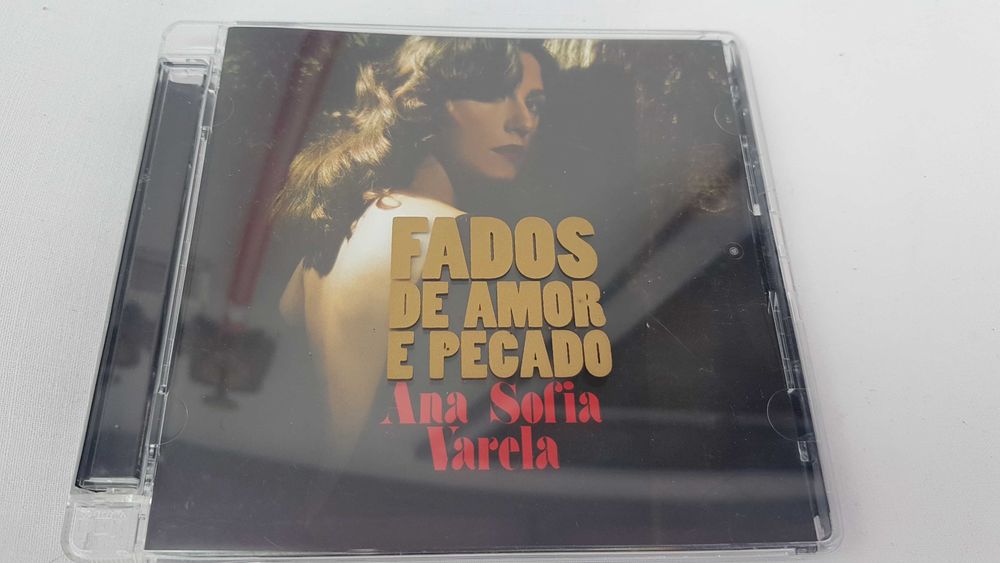 FADOS
DE AMOR
E PECADO
Ana Sofia
Varela